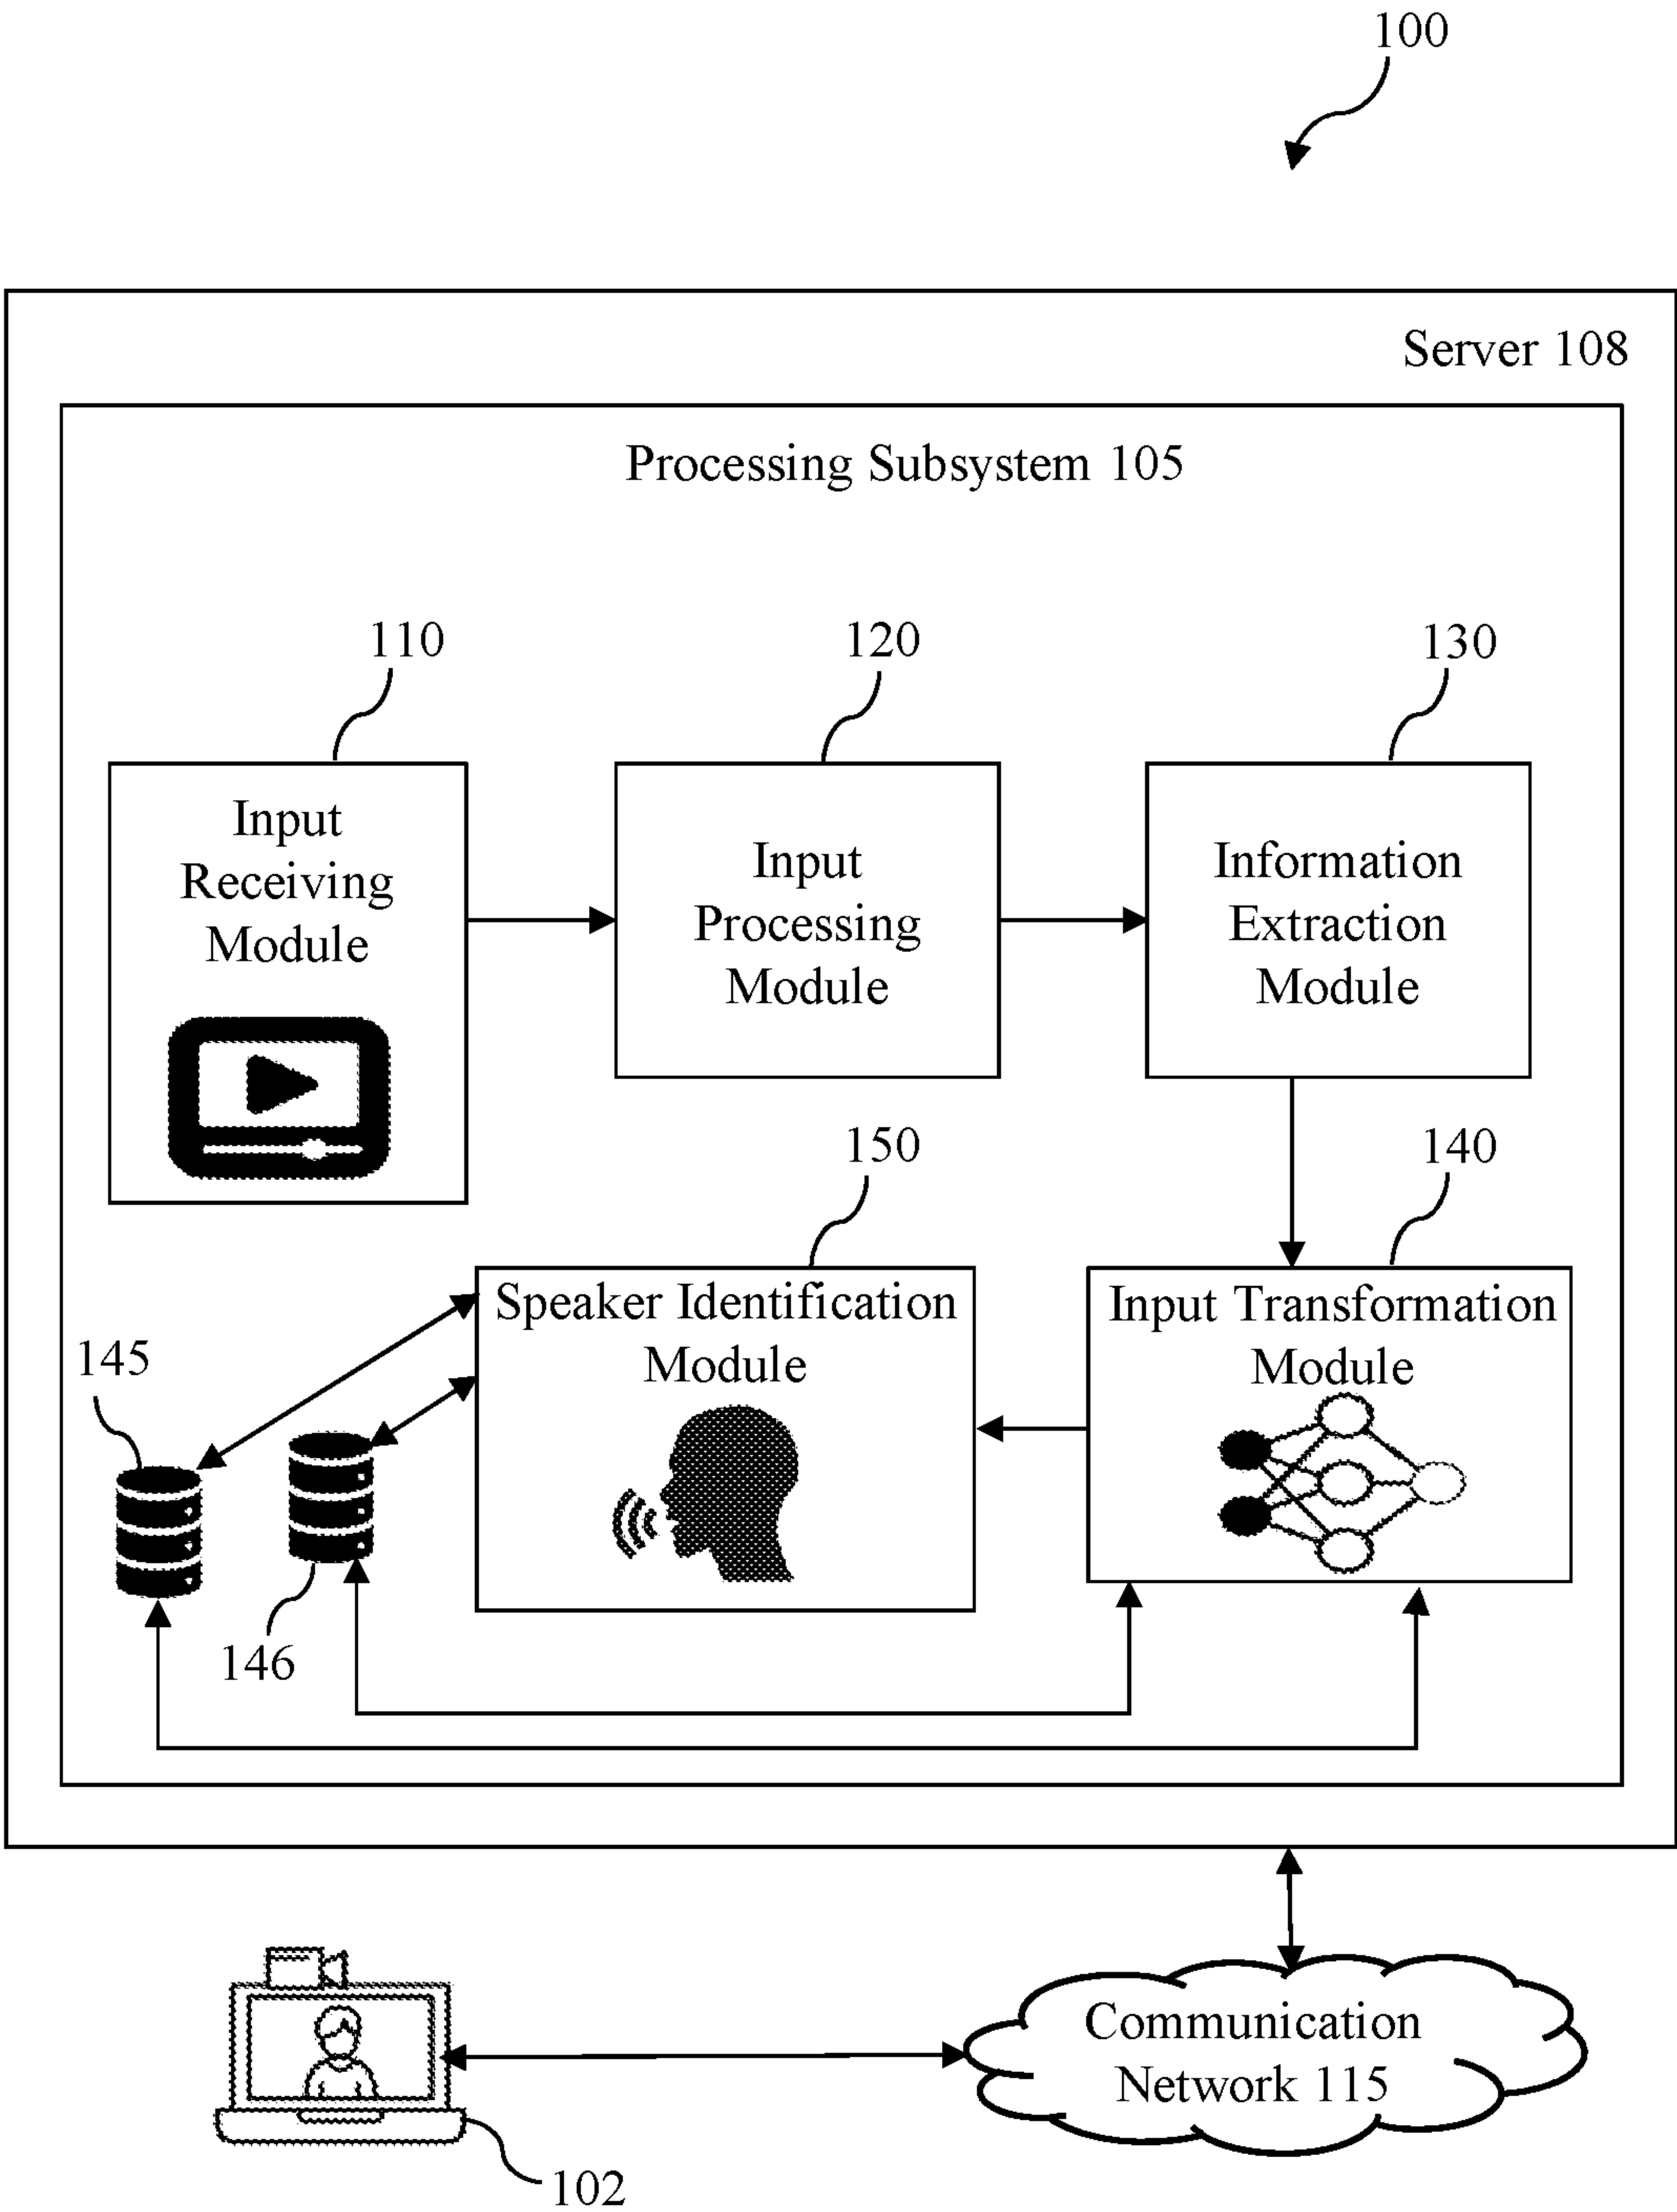 100
Server 108
Processing Subsystem 105
110
120
130
Input
Receiving
Module
Input
Processing
Module
Information
Extraction
Module
150
140
Speaker Identification
Module
Input Transformation
Module
145
146
Communication
Network 115
102